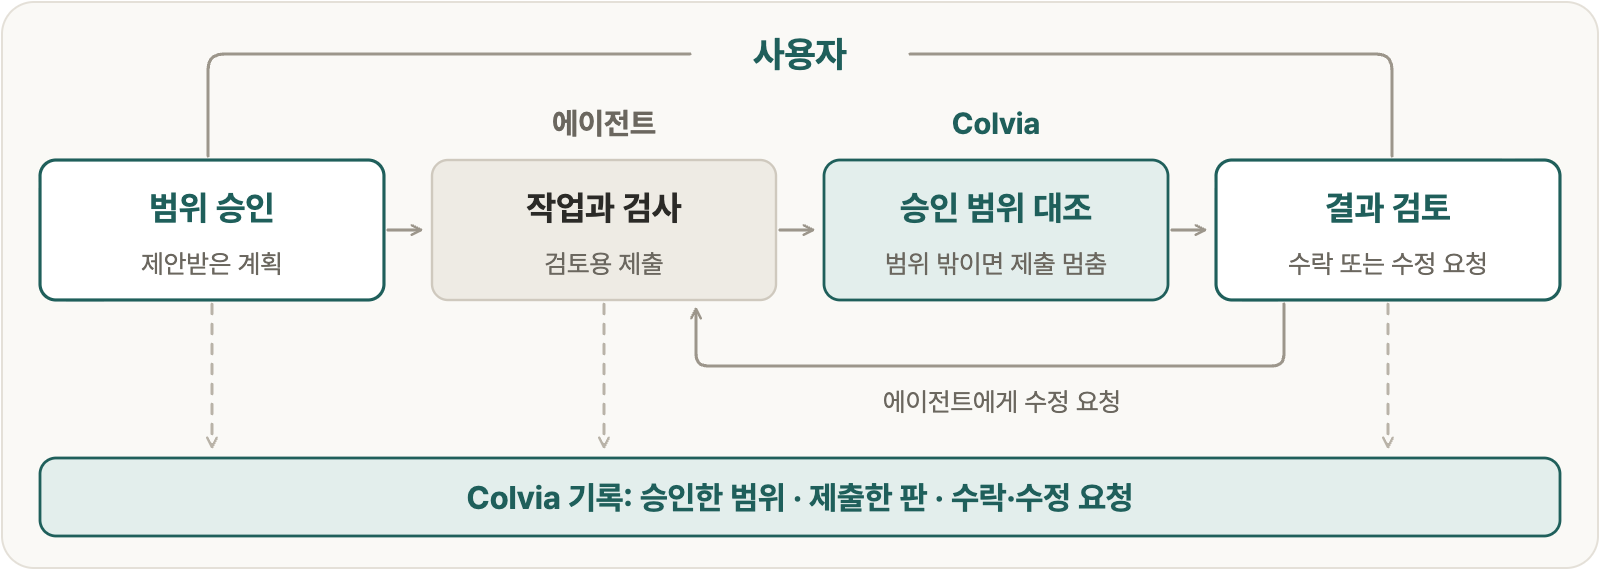 사용자
에이전트
Colvia
범위 승인
제안받은 계획
작업과 검사
검토용 제출
승인 범위 대조
범위 밖이면 제출 멈춤
결과 검토
수락 또는 수정 요청
에이전트에게 수정 요청
Colvia 기록: 승인한 범위 · 제출한 판 · 수락·수정 요청